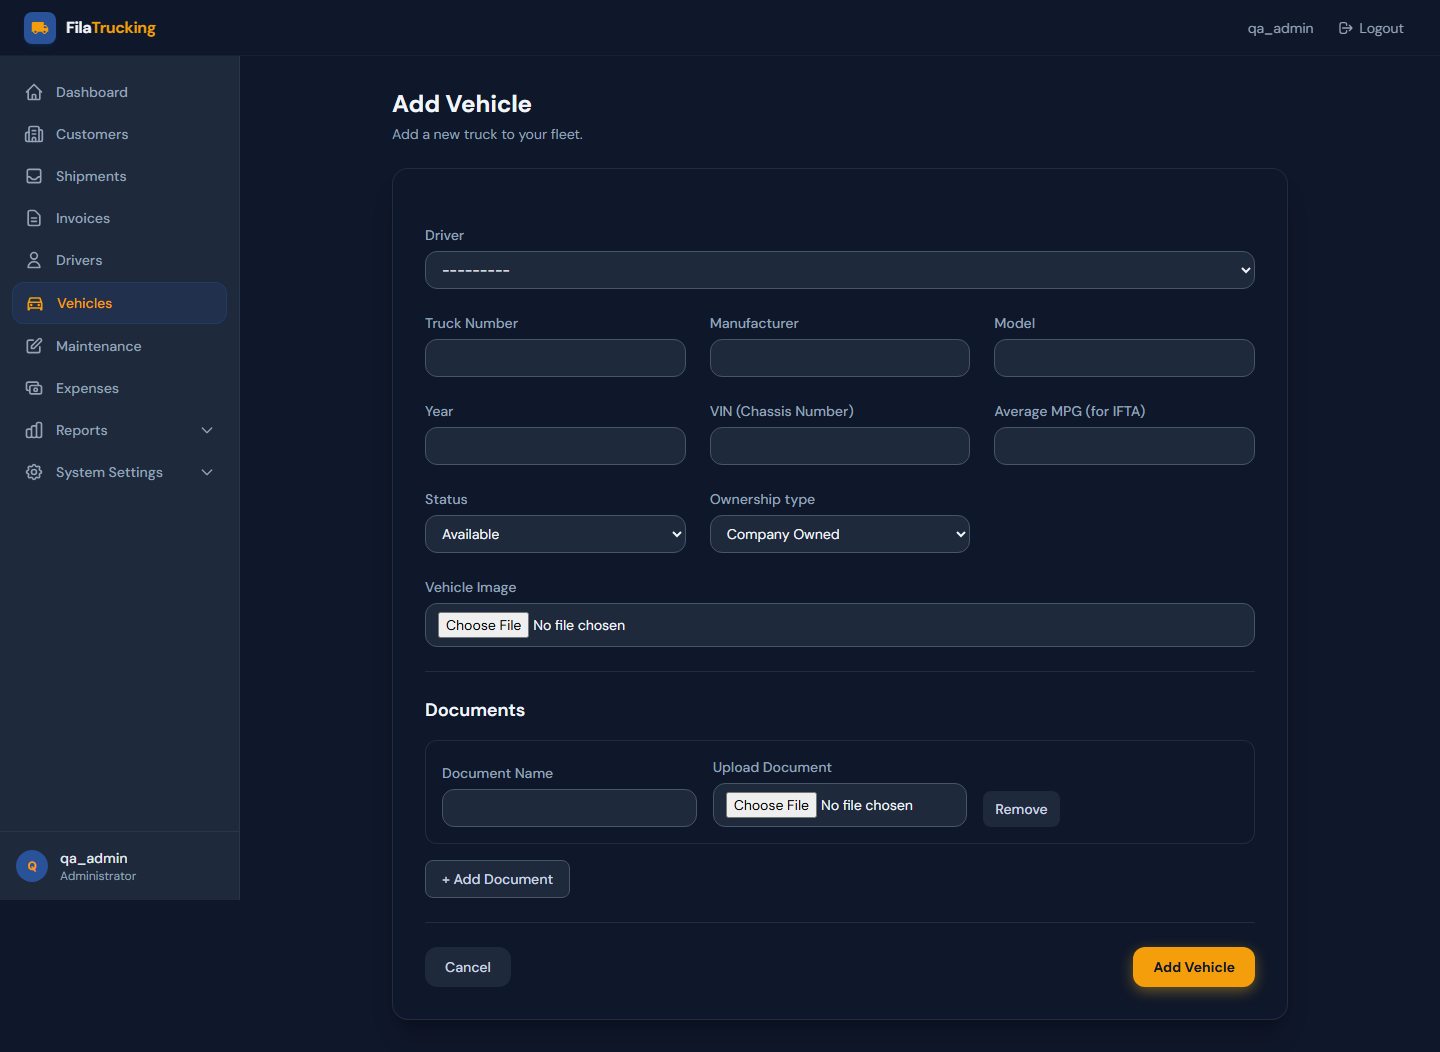 FilaTrucking
qa_admin
Logout
Dashboard
Customers
Shipments
Invoices
Drivers
Vehicles
Maintenance
Expenses
Reports
System Settings
Q
qa_admin
Administrator
Add Vehicle
Add a new truck to your fleet.
Driver
---------
Truck Number
Manufacturer
Model
Year
VIN (Chassis Number)
Average MPG (for IFTA)
Status
Ownership type
Available
Company Owned
Vehicle Image
Choose File No file chosen
Documents
Document Name
Upload Document
Choose File No file chosen
Remove
+ Add Document
Cancel
Add Vehicle